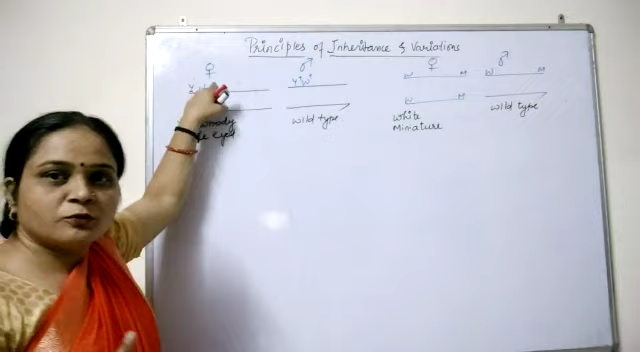 Principles of Inheritance & Variations
♀ ♂ ♀ ♂
y⁺w⁺
w m w⁺ m⁺
w m
Wild type
White
Miniature
Wild type